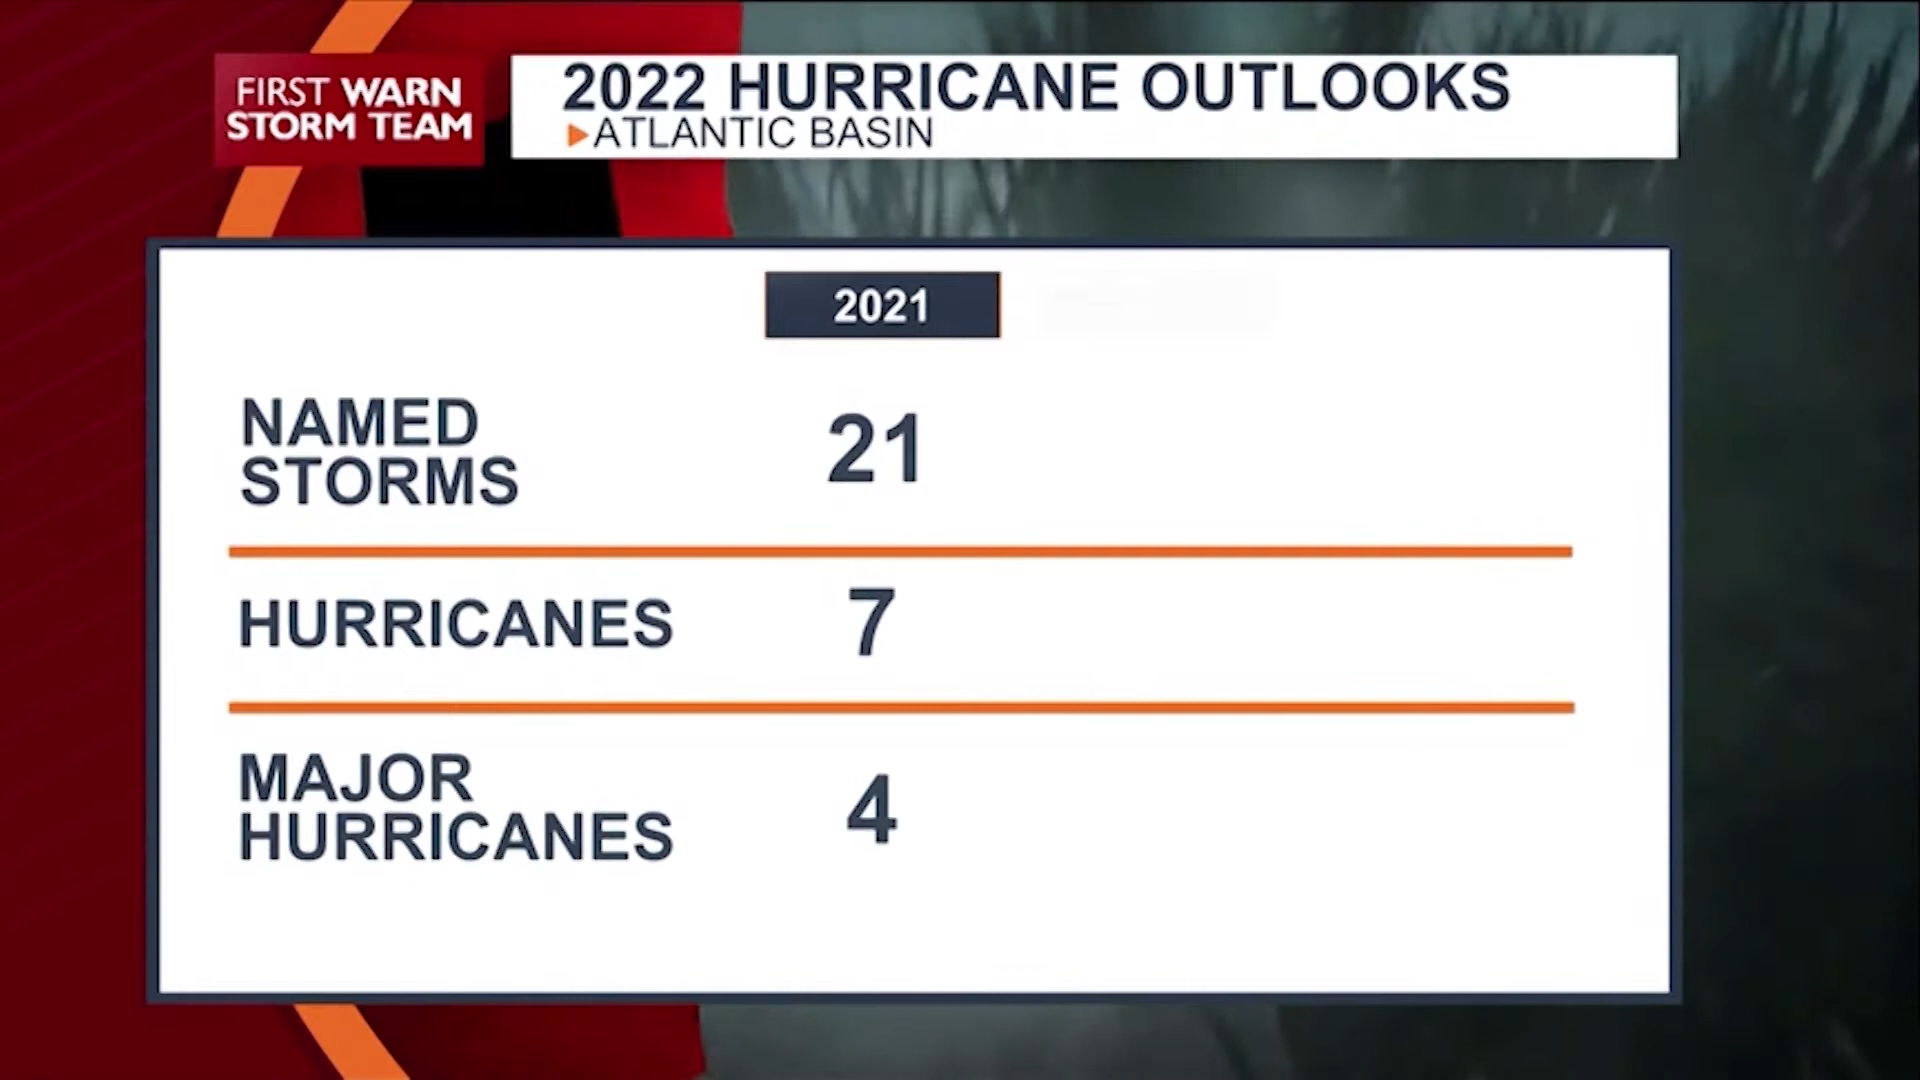 FIRST WARN
STORM TEAM
2022 HURRICANE OUTLOOKS
ATLANTIC BASIN
2021
NAMED
STORMS
21
HURRICANES
7
MAJOR
HURRICANES
4